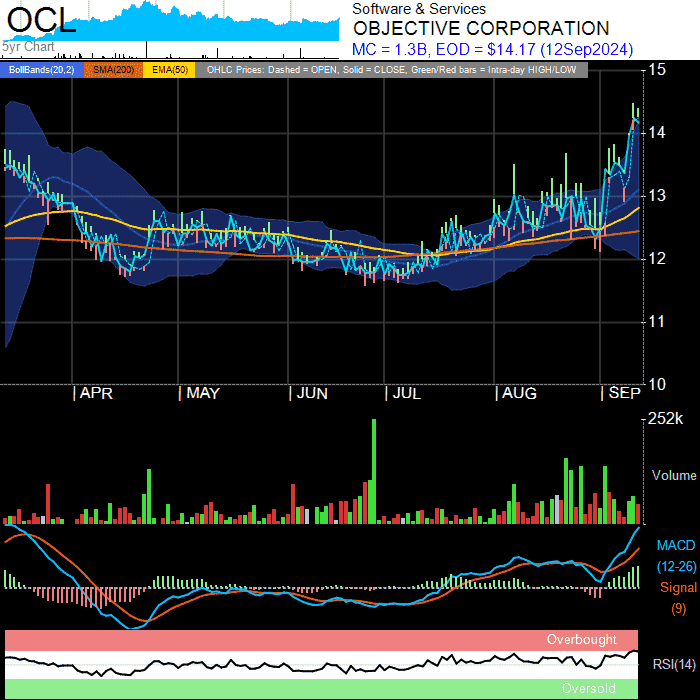 OCL
5yr Chart
Software & Services
OBJECTIVE CORPORATION
MC = 1.3B, EOD = $14.17 (12Sep2024)
BollBands(20,2) SMA(200) EMA(50) OHLC Prices: Dashed = OPEN, Solid = CLOSE, Green/Red bars = Intra-day HIGH/LOW
15
14
13
12
11
10
APR MAY JUN JUL AUG SEP
252k
Volume
MACD
(12-26)
Signal
(9)
Overbought
RSI(14)
Oversold